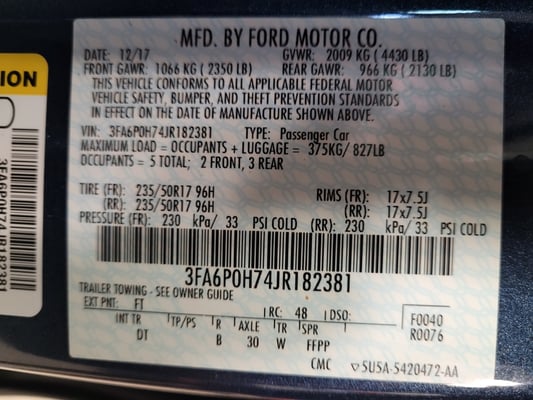 MFD. BY FORD MOTOR CO.
DATE: 12/17 GVWR: 2009 KG (4430 LB)
FRONT GAWR: 1066 KG (2350 LB) REAR GAWR: 966 KG (2130 LB)
THIS VEHICLE CONFORMS TO ALL APPLICABLE FEDERAL MOTOR
VEHICLE SAFETY, BUMPER, AND THEFT PREVENTION STANDARDS
IN EFFECT ON THE DATE OF MANUFACTURE SHOWN ABOVE.
VIN: 3FA6P0H74JR182381 TYPE: Passenger Car
MAXIMUM LOAD = OCCUPANTS + LUGGAGE = 375KG/ 827LB
OCCUPANTS = 5 TOTAL; 2 FRONT, 3 REAR
TIRE (FR): 235/50R17 96H RIMS (FR): 17x7.5J
(RR): 235/50R17 96H (RR): 17x7.5J
PRESSURE (FR): 230 kPa/ 33 PSI COLD (RR): 230 kPa/ 33 PSI COLD
3FA6P0H74JR182381
TRAILER TOWING - SEE OWNER GUIDE
EXT PNT: FT RC: 48 DSO: F0040
INT TR TP/PS R AXLE TR SPR R0076
DT B 30 W FFPP
CMC ▽5U5A-5420472-AA
ION
3FA6P0H74JR182381